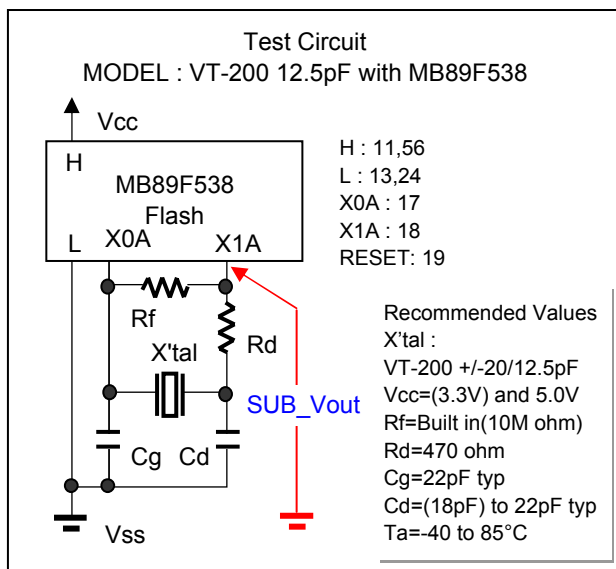 Test Circuit
MODEL : VT-200 12.5pF with MB89F538
Vcc
H
MB89F538
Flash
L
X0A
X1A
H : 11,56
L : 13,24
X0A : 17
X1A : 18
RESET: 19
Rf
Rd
X'tal
SUB_Vout
Cg
Cd
Vss
Recommended Values
X'tal :
VT-200 +/-20/12.5pF
Vcc=(3.3V) and 5.0V
Rf=Built in(10M ohm)
Rd=470 ohm
Cg=22pF typ
Cd=(18pF) to 22pF typ
Ta=-40 to 85°C